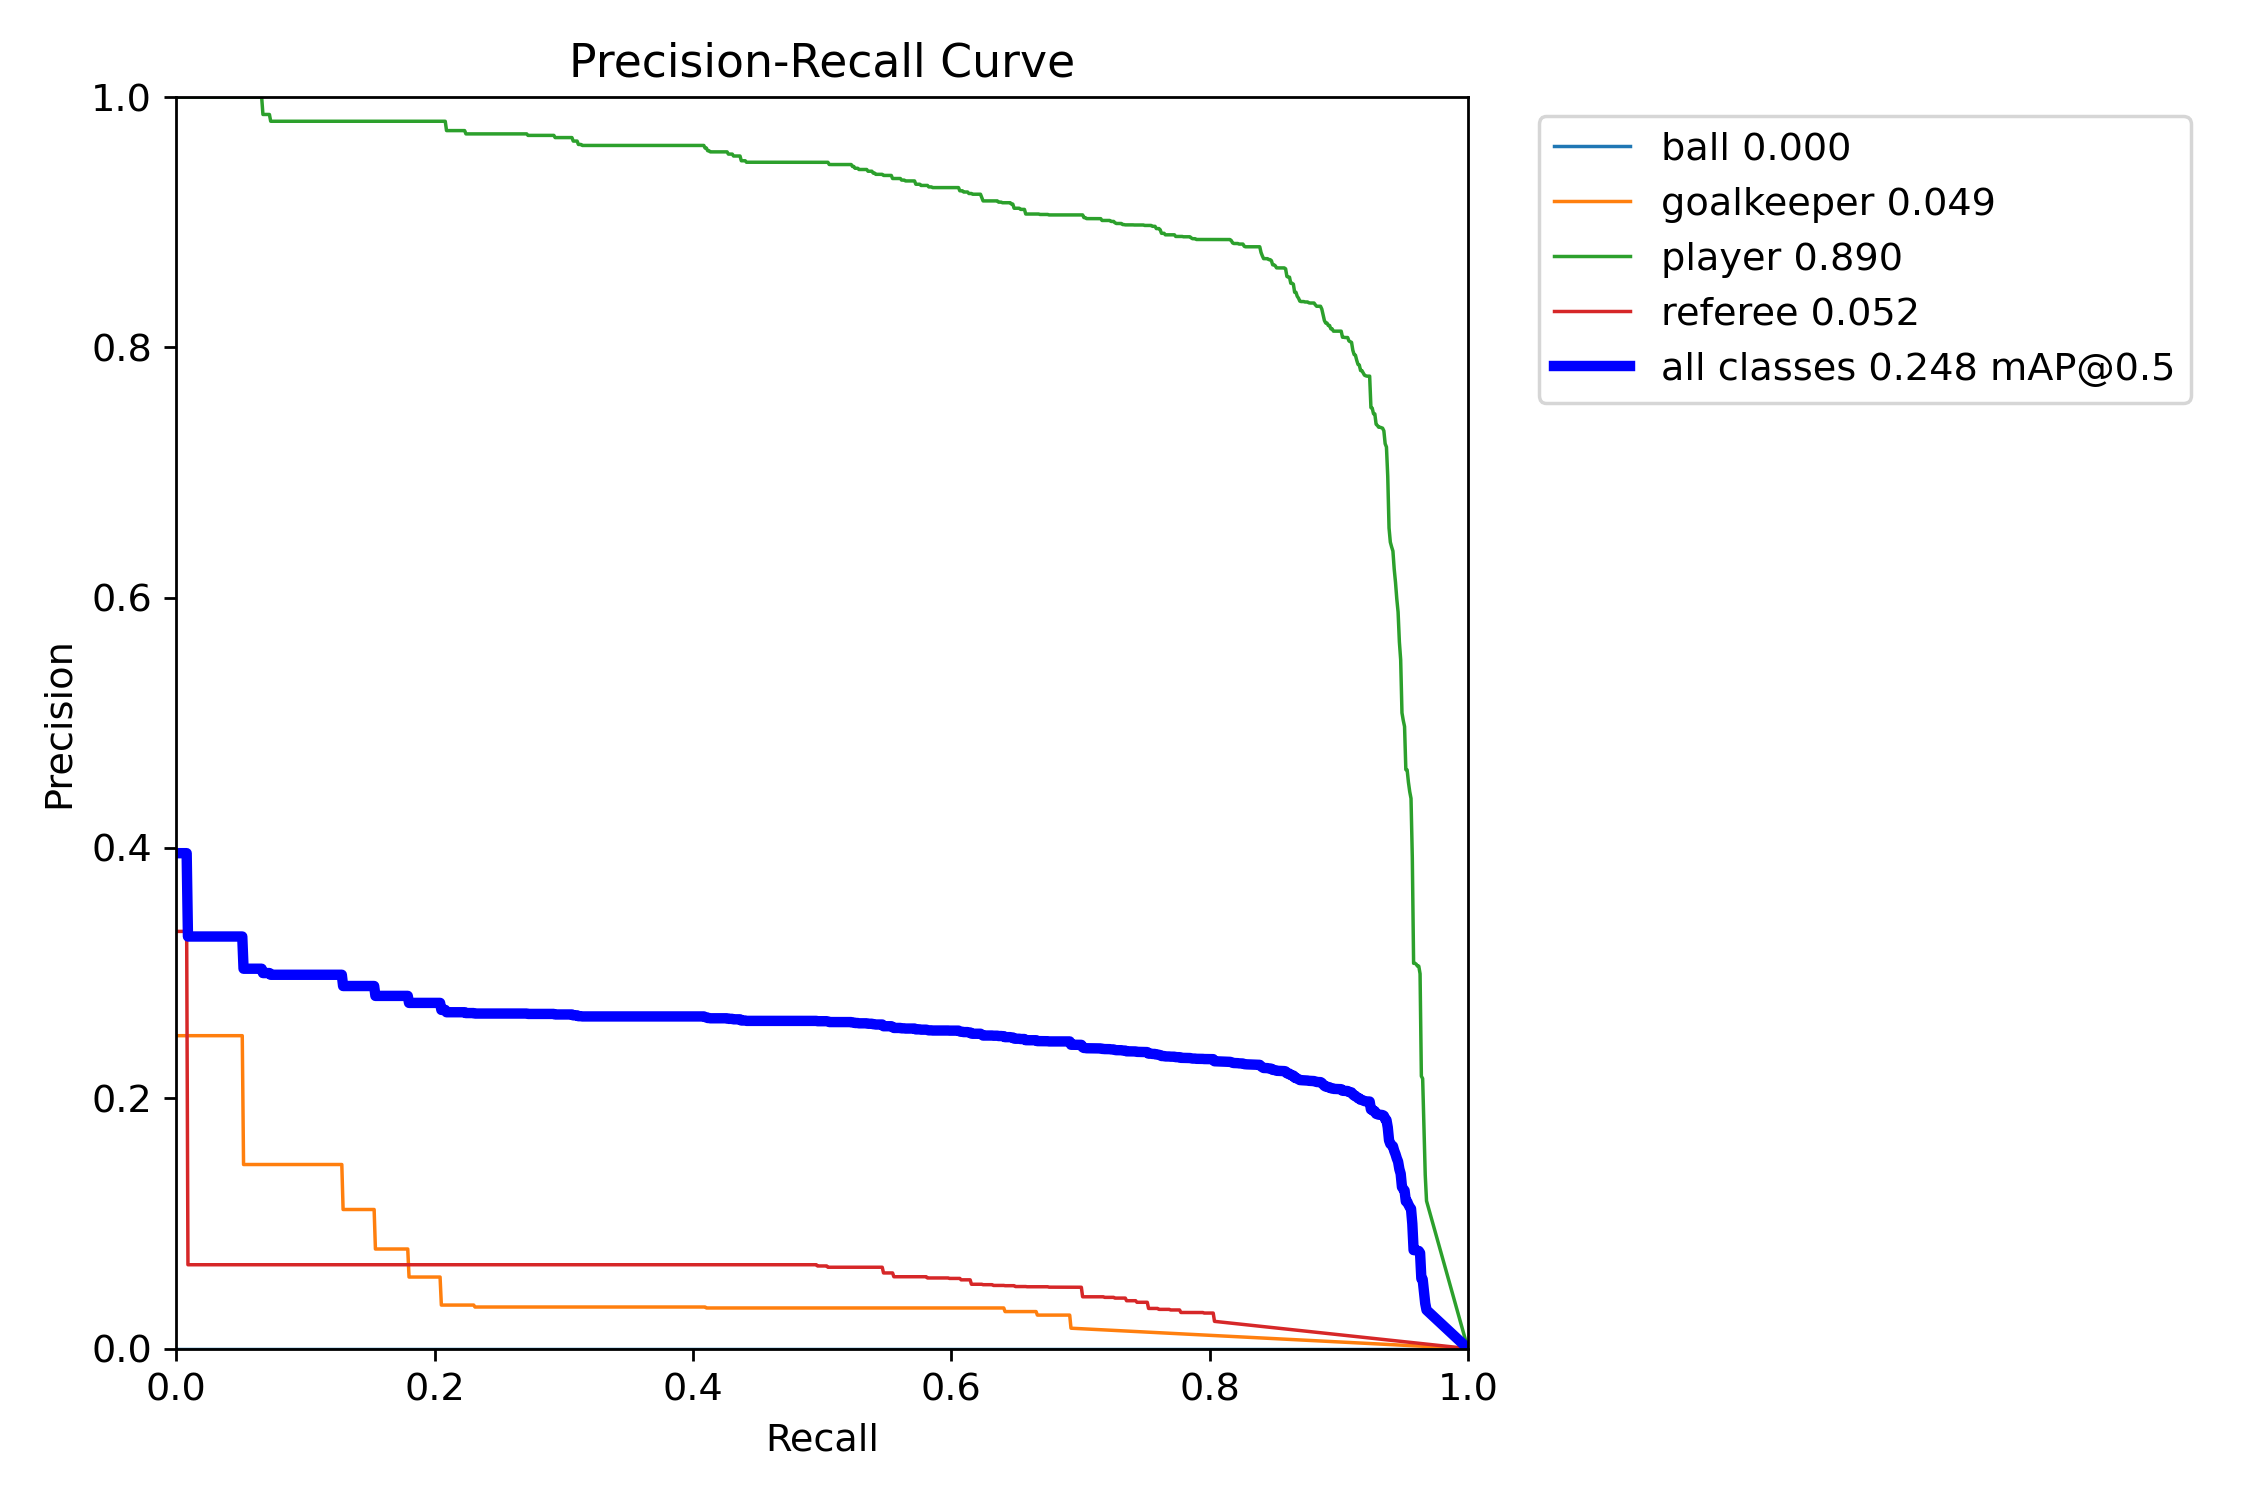 Precision-Recall Curve
1.0
0.8
0.6
0.4
0.2
0.0
Precision
0.0 0.2 0.4 0.6 0.8 1.0
Recall
ball 0.000
goalkeeper 0.049
player 0.890
referee 0.052
all classes 0.248 mAP@0.5